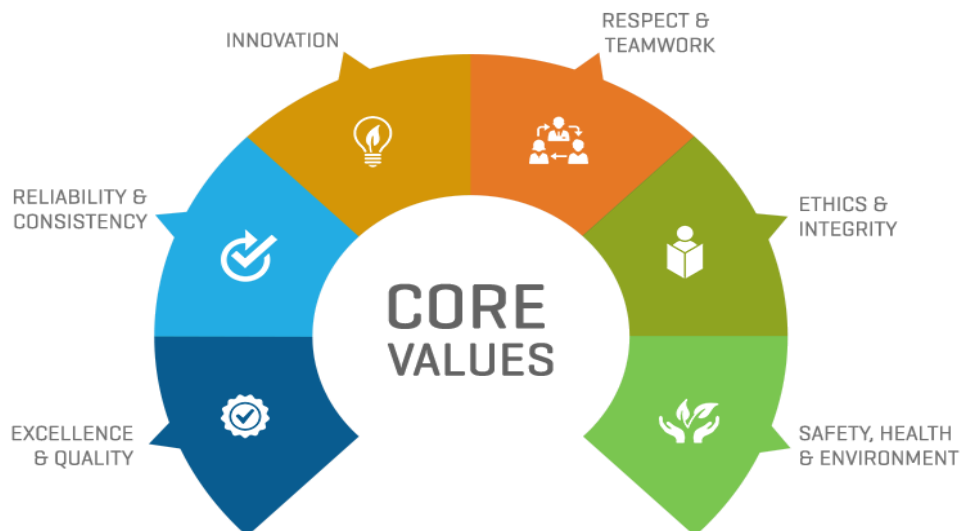 INNOVATION
RESPECT &
TEAMWORK
RELIABILITY &
CONSISTENCY
ETHICS &
INTEGRITY
CORE
VALUES
EXCELLENCE
& QUALITY
SAFETY, HEALTH
& ENVIRONMENT